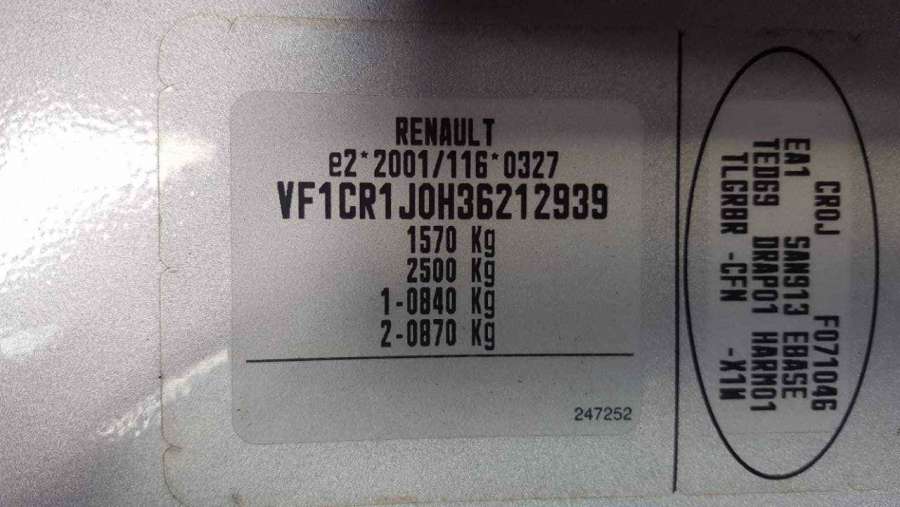 RENAULT
e2*2001/116*0327
VF1CR1J0H36212939
1570 Kg
2500 Kg
1-0840 Kg
2-0870 Kg
247252
CR0J F071046
EA1 SAN913 EBASE
TED69 DRAP01 HARM01
TLGRBR -CFN -X1M